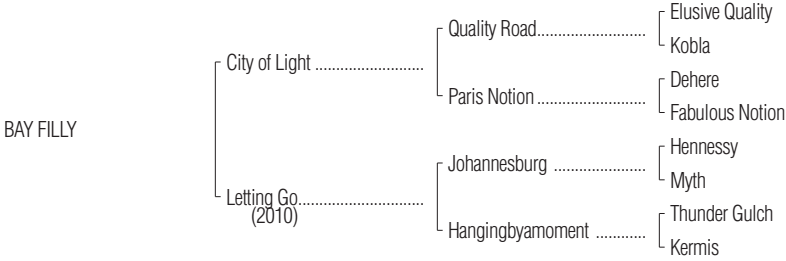 Elusive Quality
Quality Road..........................
Kobla
City of Light ..........................
Dehere
Paris Notion..........................
Fabulous Notion
BAY FILLY
Hennessy
Johannesburg ......................
Myth
Letting Go..............................
(2010)
Thunder Gulch
Hangingbyamoment ............
Kermis